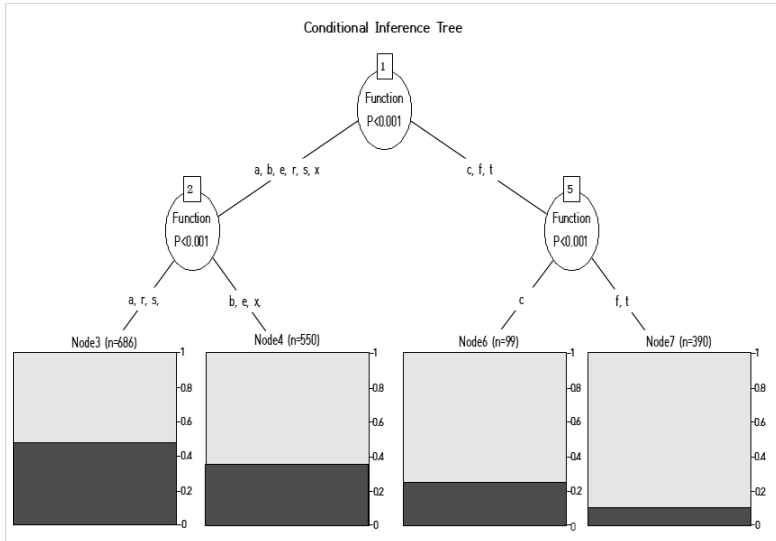 Conditional Inference Tree
1
Function
P<0.001
a, b, e, r, s, x
c, f, t
2
Function
P<0.001
5
Function
P<0.001
a, r, s,
b, e, x,
c
f, t
Node3 (n=686)
1
0.8
0.6
0.4
0.2
0
Node4 (n=550)
1
0.8
0.6
0.4
0.2
0
Node6 (n=99)
1
0.8
0.6
0.4
0.2
0
Node7 (n=390)
1
0.8
0.6
0.4
0.2
0